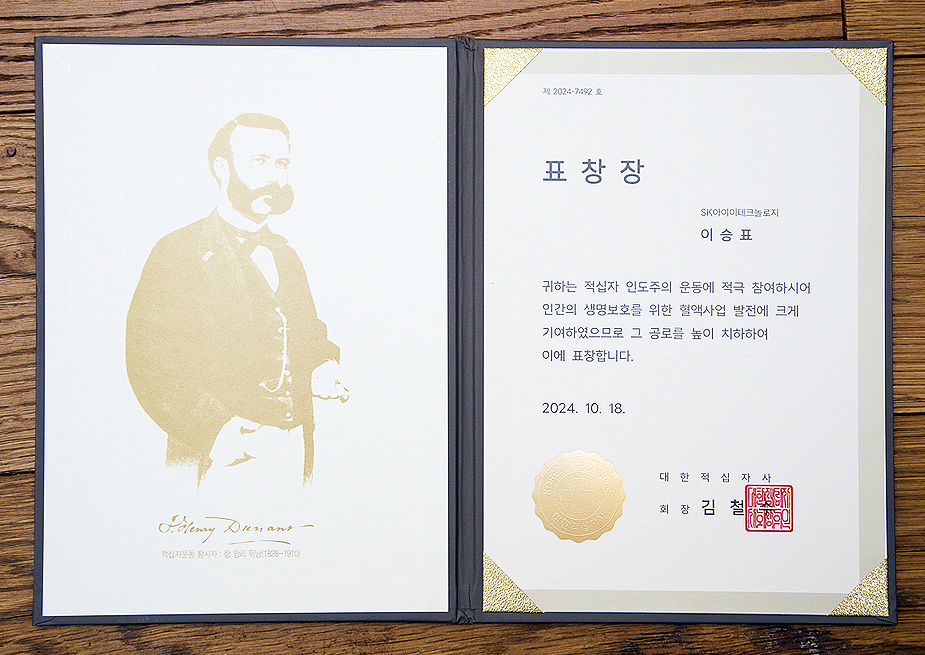 J. Henry Dunant
적십자운동 창시자 : 장 앙리 뒤낭(1828~1910)
제 2024-7492 호
표 창 장
SK아이이테크놀로지
이 승 표
귀하는 적십자 인도주의 운동에 적극 참여하시어
인간의 생명보호를 위한 혈액사업 발전에 크게
기여하였으므로 그 공로를 높이 치하하여
이에 표창합니다.
2024. 10. 18.
대 한 적 십 자 사
회 장 김 철 수